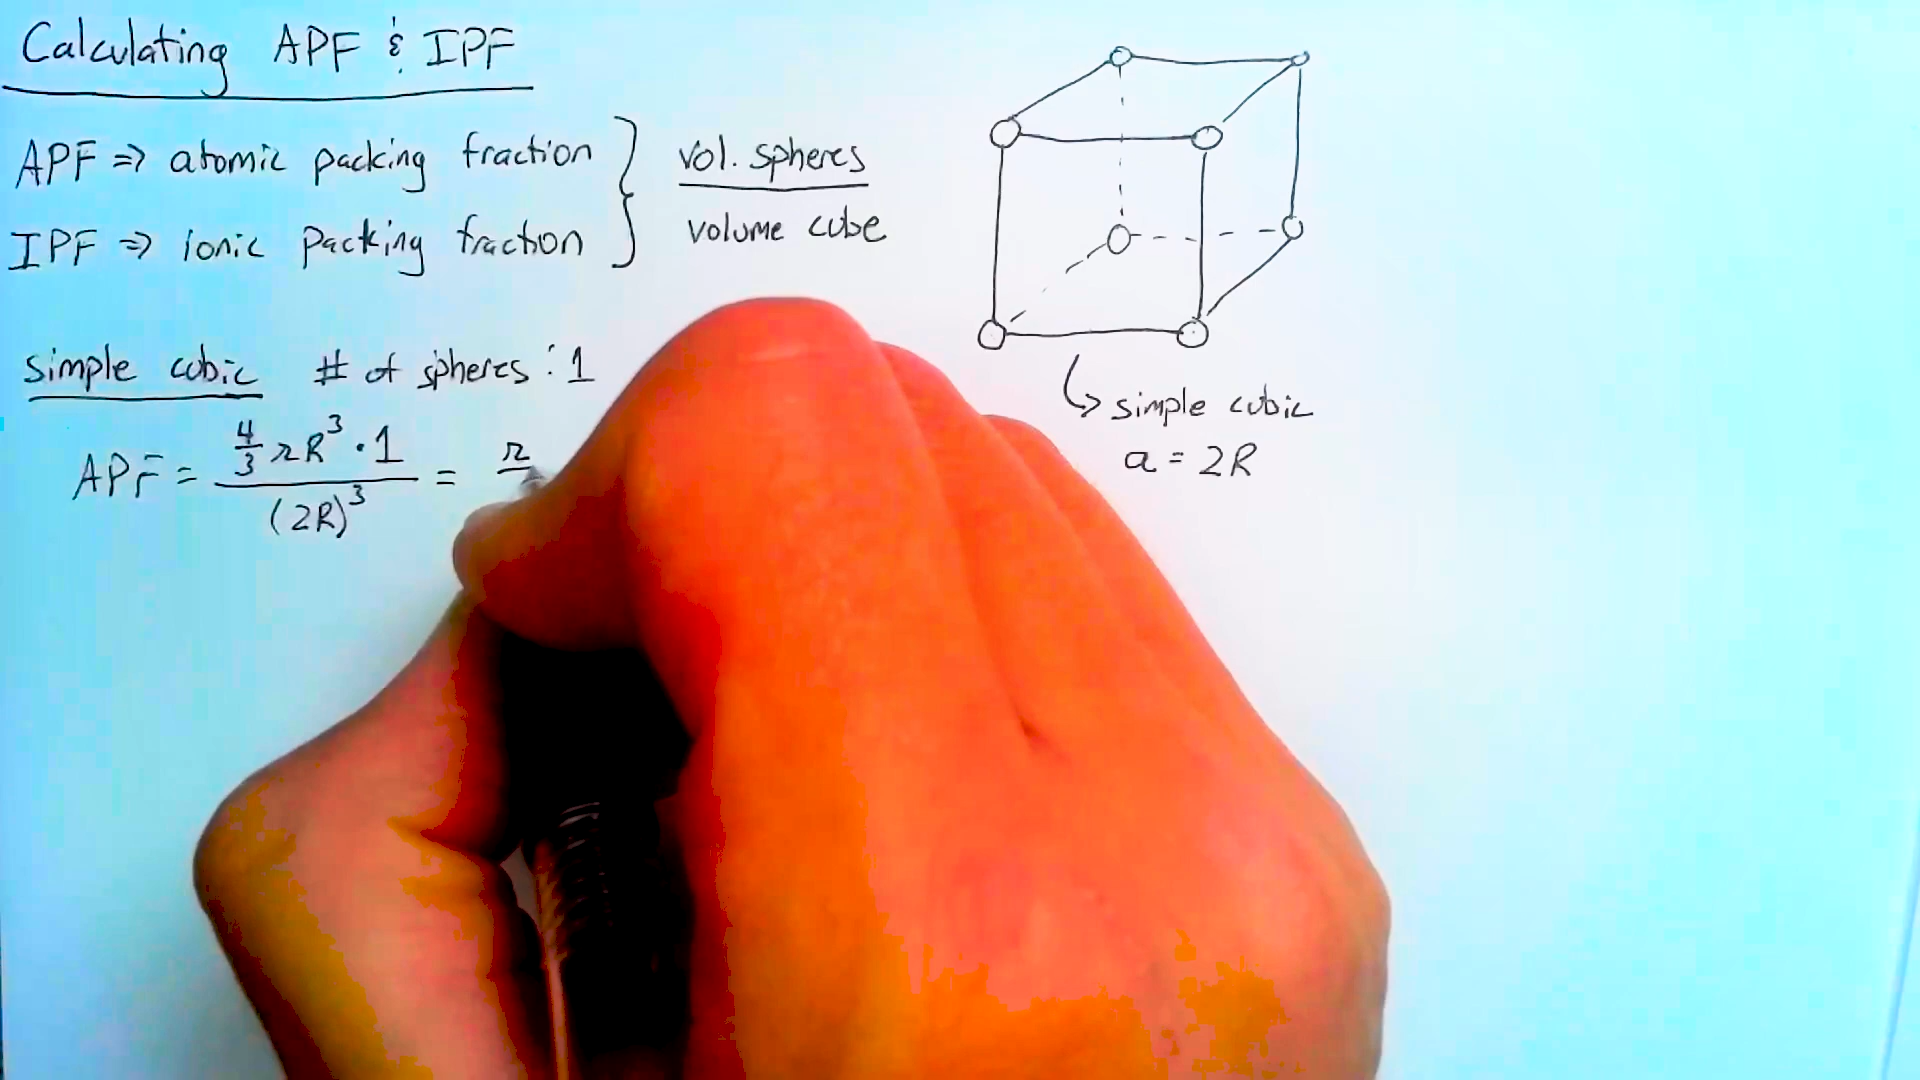 Calculating APF & IPF
APF => atomic packing fraction } vol. spheres
IPF => ionic packing fraction } volume cube
simple cubic # of spheres : 1
APF = 4/3 πR³ · 1 / (2R)³ = π
simple cubic
a = 2R